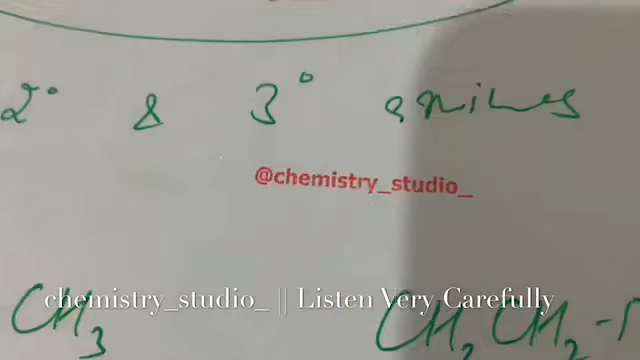 2° & 3° amines
@chemistry_studio_
chemistry_studio_ || Listen Very Carefully
CH3 CH2CH2-